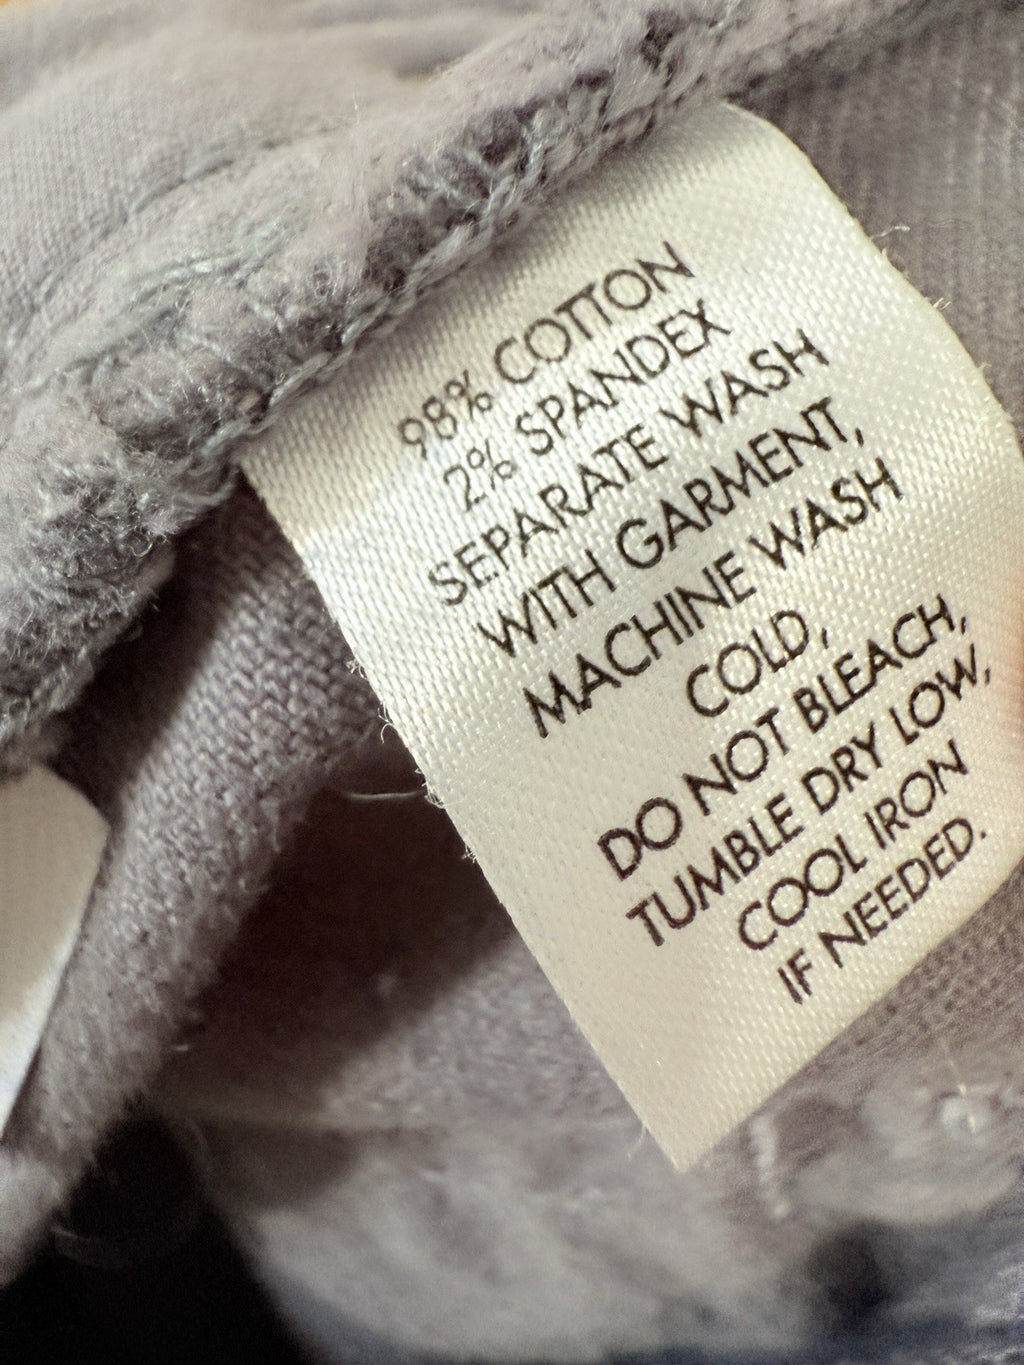 98% COTTON
2% SPANDEX
SEPARATE WASH
WITH GARMENT,
MACHINE WASH
COLD,
DO NOT BLEACH,
TUMBLE DRY LOW,
COOL IRON
IF NEEDED.